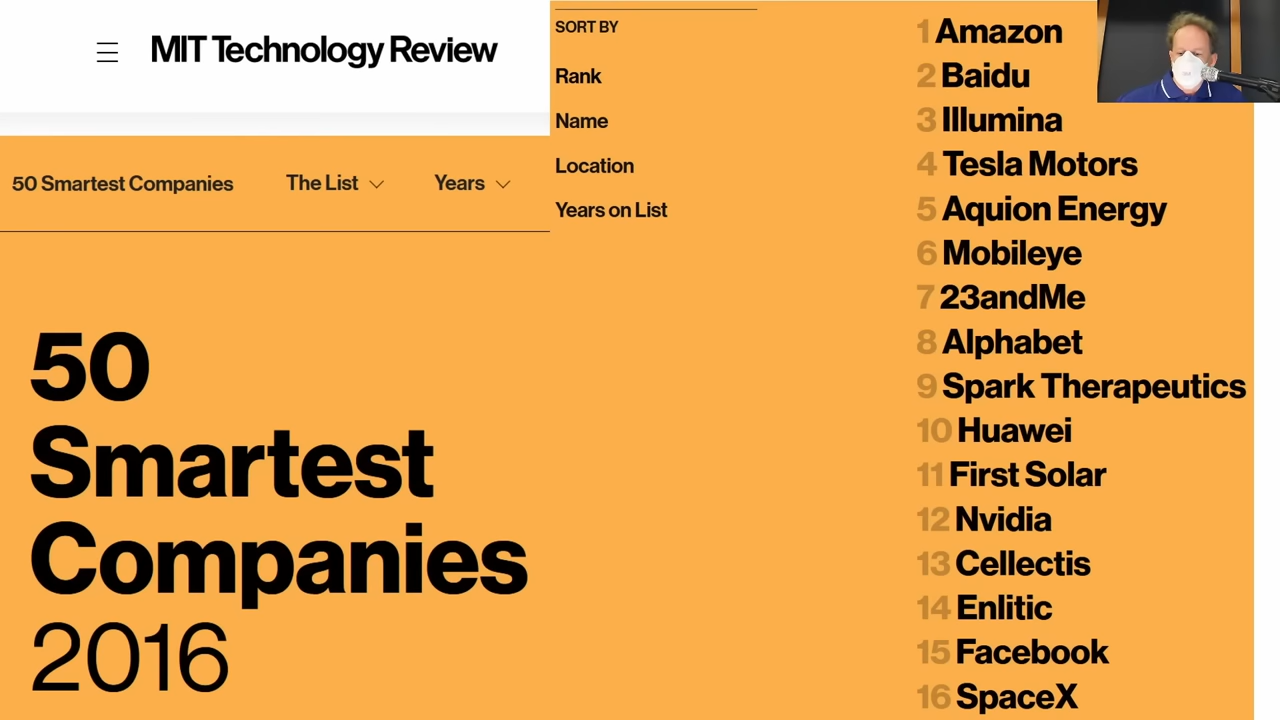 MIT Technology Review
50 Smartest Companies
The List
Years
50
Smartest
Companies
2016
SORT BY
Rank
Name
Location
Years on List
1 Amazon
2 Baidu
3 Illumina
4 Tesla Motors
5 Aquion Energy
6 Mobileye
7 23andMe
8 Alphabet
9 Spark Therapeutics
10 Huawei
11 First Solar
12 Nvidia
13 Cellectis
14 Enlitic
15 Facebook
16 SpaceX